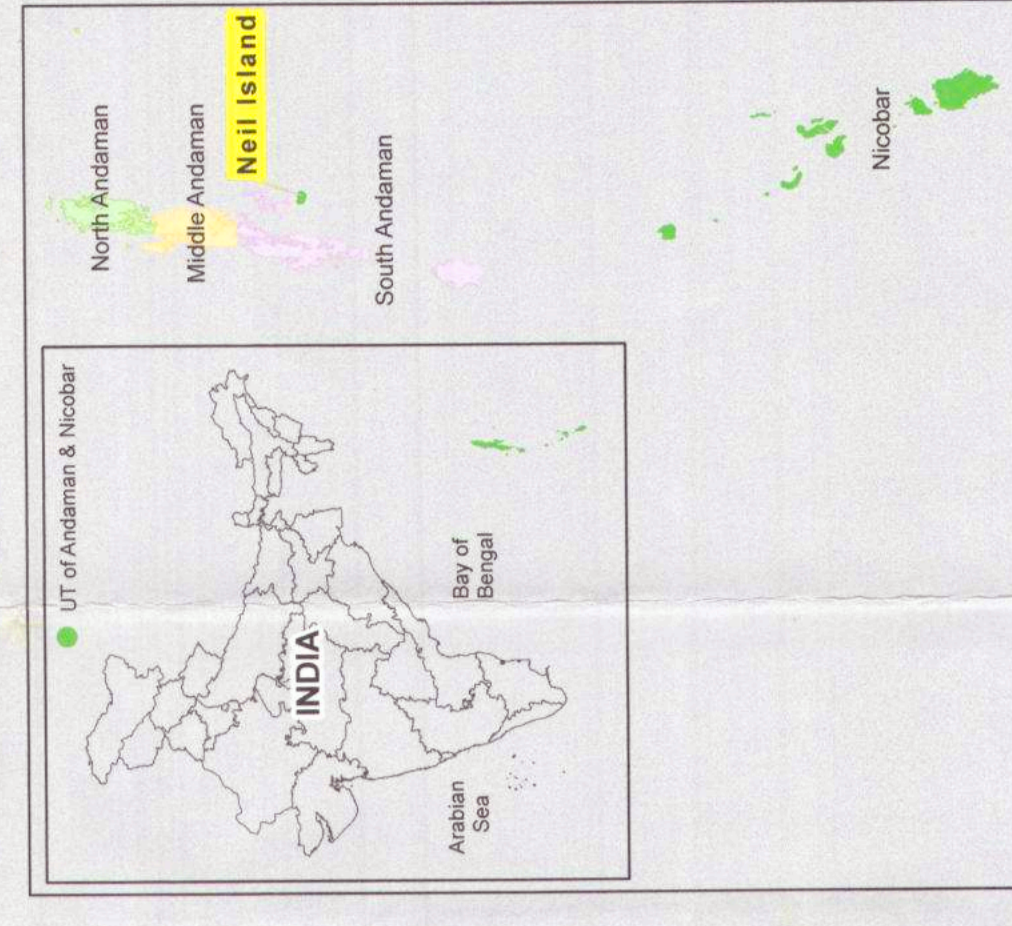 UT of Andaman & Nicobar
INDIA
Arabian
Sea
Bay of
Bengal
North Andaman
Middle Andaman
Neil Island
South Andaman
Nicobar